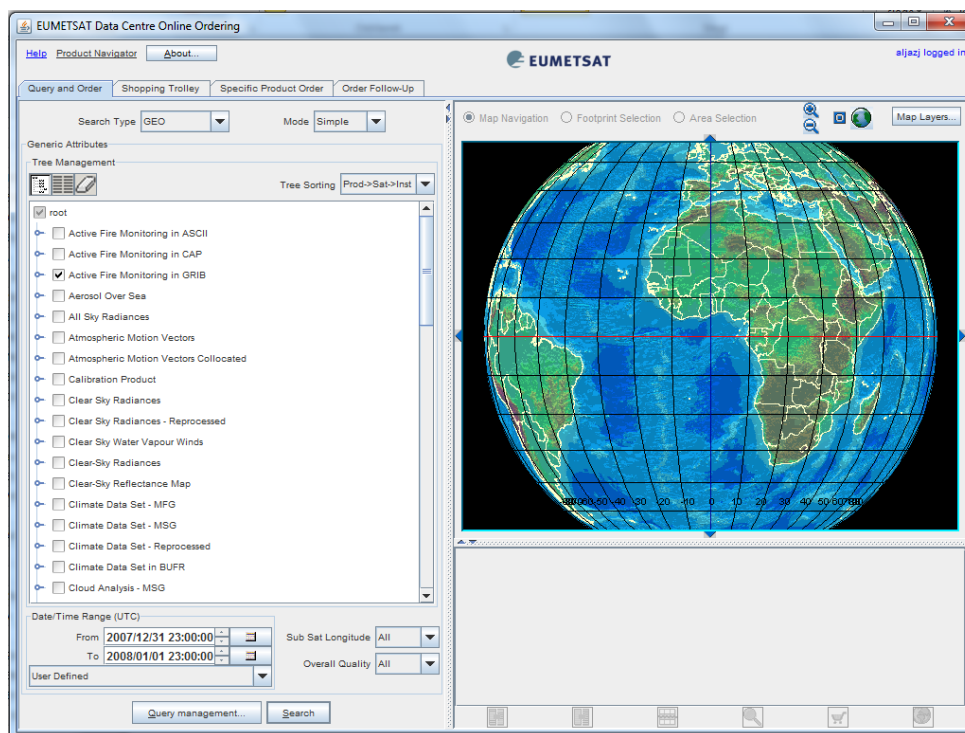 EUMETSAT Data Centre Online Ordering
Help Product Navigator About...
EUMETSAT
aljazj logged in
Query and Order Shopping Trolley Specific Product Order Order Follow-Up
Search Type GEO Mode Simple
Generic Attributes
Tree Management
Tree Sorting Prod->Sat->Inst
root
Active Fire Monitoring in ASCII
Active Fire Monitoring in CAP
Active Fire Monitoring in GRIB
Aerosol Over Sea
All Sky Radiances
Atmospheric Motion Vectors
Atmospheric Motion Vectors Collocated
Calibration Product
Clear Sky Radiances
Clear Sky Radiances - Reprocessed
Clear Sky Water Vapour Winds
Clear-Sky Radiances
Clear-Sky Reflectance Map
Climate Data Set - MFG
Climate Data Set - MSG
Climate Data Set - Reprocessed
Climate Data Set in BUFR
Cloud Analysis - MSG
Date/Time Range (UTC)
From 2007/12/31 23:00:00 Sub Sat Longitude All
To 2008/01/01 23:00:00 Overall Quality All
User Defined
Query management... Search
Map Navigation Footprint Selection Area Selection Map Layers...
-50 -40 -30 -20 -10 0 10 20 30 40 50